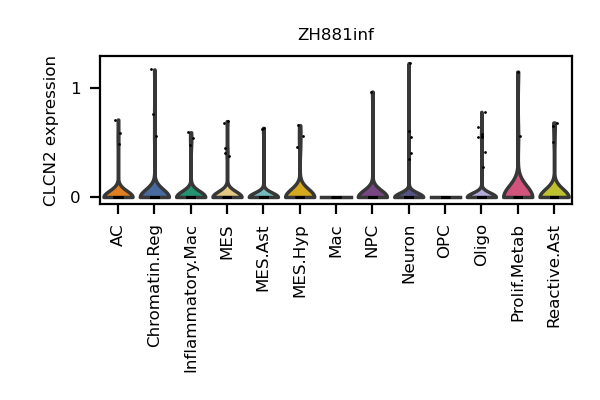 ZH881inf
CLCN2 expression
1
0
AC
Chromatin.Reg
Inflammatory.Mac
MES
MES.Ast
MES.Hyp
Mac
NPC
Neuron
OPC
Oligo
Prolif.Metab
Reactive.Ast